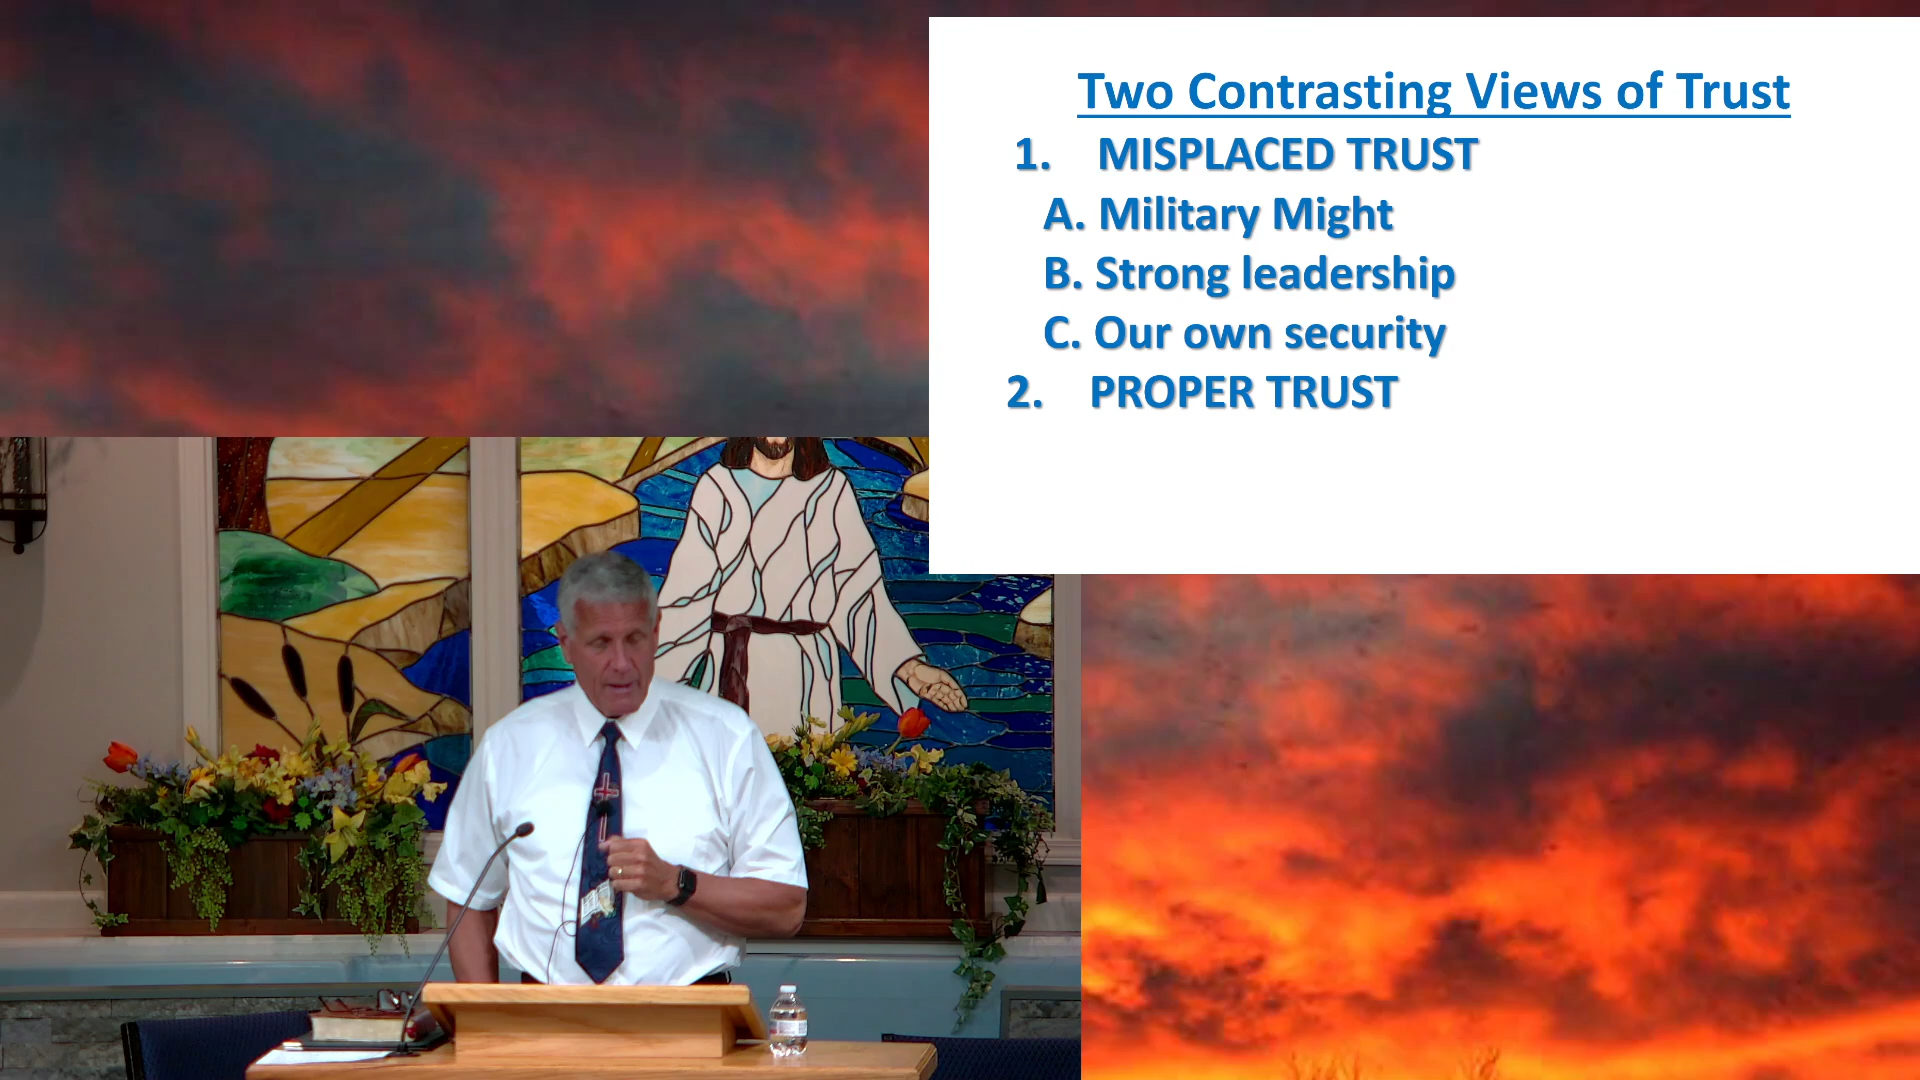 Two Contrasting Views of Trust
1. MISPLACED TRUST
A. Military Might
B. Strong leadership
C. Our own security
2. PROPER TRUST